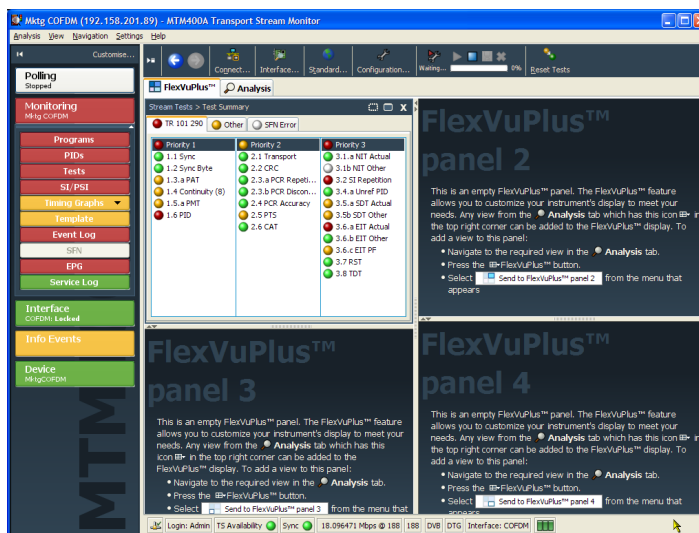 Mktg COFDM (192.158.201.89) - MTM400A Transport Stream Monitor
Analysis View Navigation Settings Help
Customise...
Connect... Interface... Standard... Configuration... Waiting... 0% Reset Tests
Polling
Stopped
Monitoring
Mktg COFDM
Programs
PIDs
Tests
SI/PSI
Timing Graphs
Template
Event Log
SFN
EPG
Service Log
Interface
COFDM: Locked
Info Events
Device
MktgCOFDM
MTM
FlexVuPlus™ Analysis
Stream Tests > Test Summary
TR 101 290 Other SFN Error
Priority 1
1.1 Sync
1.2 Sync Byte
1.3.a PAT
1.4 Continuity (8)
1.5.a PMT
1.6 PID
Priority 2
2.1 Transport
2.2 CRC
2.3.a PCR Repeti...
2.3.b PCR Discon...
2.4 PCR Accuracy
2.5 PTS
2.6 CAT
Priority 3
3.1.a NIT Actual
3.1.b NIT Other
3.2 SI Repetition
3.4.a Unref PID
3.5.a SDT Actual
3.5.b SDT Other
3.6.a EIT Actual
3.6.b EIT Other
3.6.c EIT PF
3.7 RST
3.8 TDT
FlexVuPlus™
panel 2
This is an empty FlexVuPlus™ panel. The FlexVuPlus™ feature
allows you to customize your instrument's display to meet your
needs. Any view from the Analysis tab which has this icon in
the top right corner can be added to the FlexVuPlus™ display. To
add a view to this panel:
• Navigate to the required view in the Analysis tab.
• Press the FlexVuPlus™ button.
• Select Send to FlexVuPlus™ panel 2 from the menu that
appears
FlexVuPlus™
panel 3
This is an empty FlexVuPlus™ panel. The FlexVuPlus™ feature
allows you to customize your instrument's display to meet your
needs. Any view from the Analysis tab which has this
icon in the top right corner can be added to the
FlexVuPlus™ display. To add a view to this panel:
• Navigate to the required view in the Analysis tab.
• Press the FlexVuPlus™ button.
• Select Send to FlexVuPlus™ panel 3 from the menu that
FlexVuPlus™
panel 4
This is an empty FlexVuPlus™ panel. The FlexVuPlus™ feature
allows you to customize your instrument's display to meet your
needs. Any view from the Analysis tab which has this icon in
the top right corner can be added to the FlexVuPlus™ display. To
add a view to this panel:
• Navigate to the required view in the Analysis tab.
• Press the FlexVuPlus™ button.
• Select Send to FlexVuPlus™ panel 4 from the menu that
appears
Login: Admin TS Availability Sync 18.096471 Mbps @ 188 188 DVB DTG Interface: COFDM